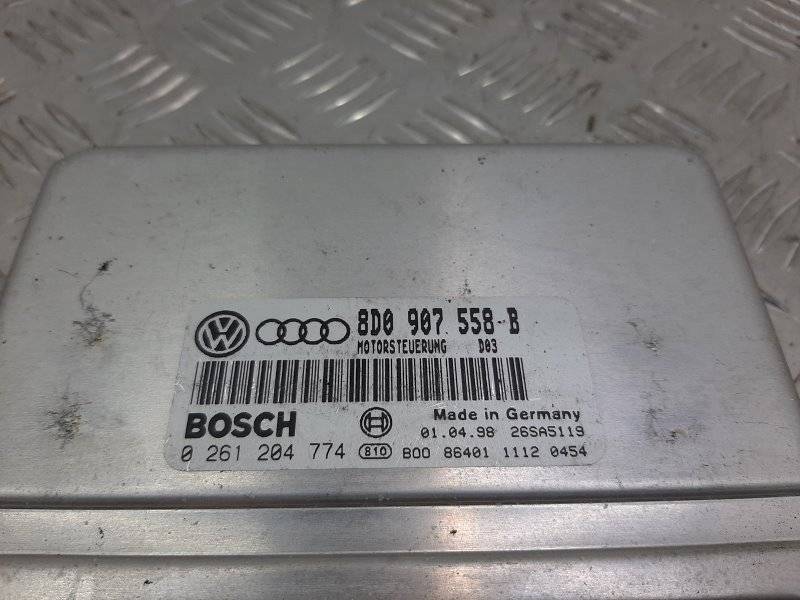 8D0 907 558 B
MOTORSTEUERUNG D03
BOSCH
Made in Germany
01.04.98 26SA5119
0 261 204 774 810 B00 86401 1112 0454